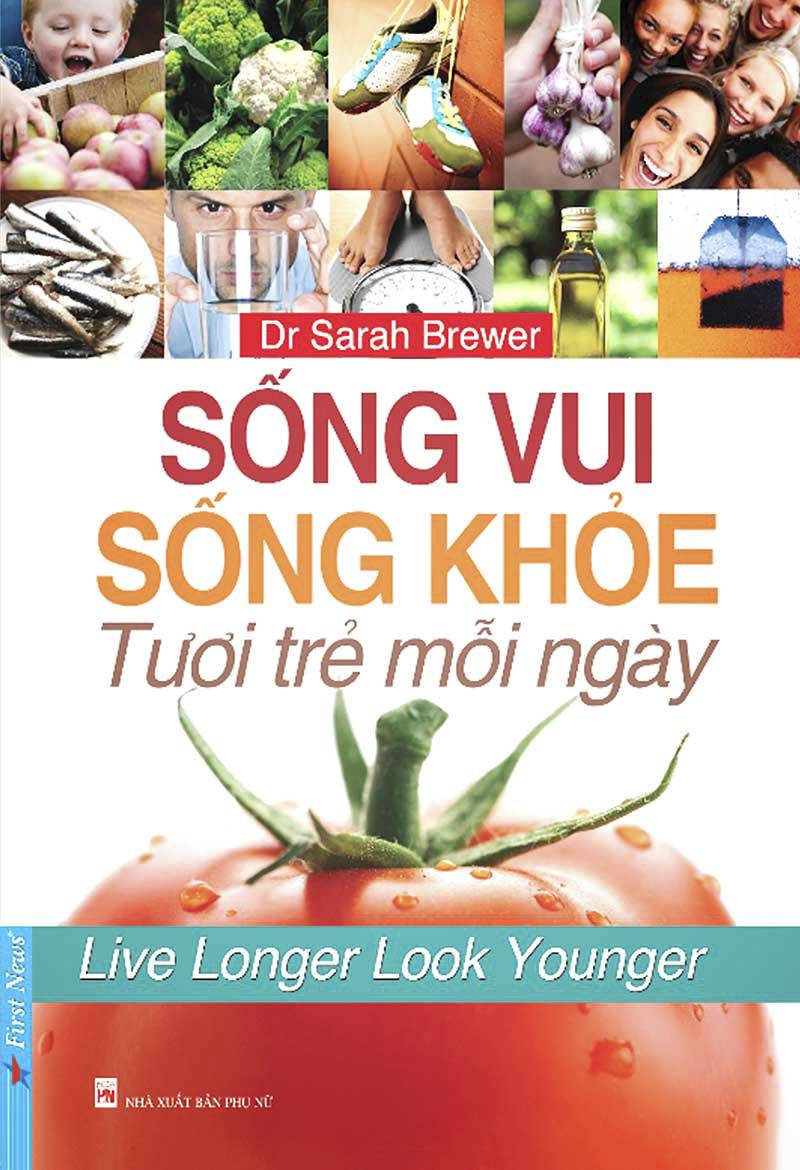 Dr Sarah Brewer
SỐNG VUI
SỐNG KHỎE
Tươi trẻ mỗi ngày
Live Longer Look Younger
First News
NHÀ XUẤT BẢN PHỤ NỮ